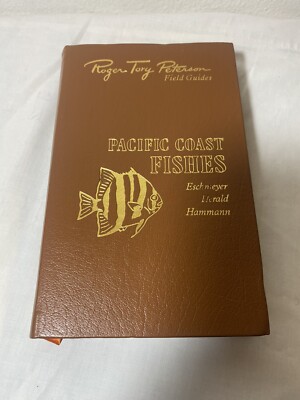 Roger Tory Peterson
Field Guides
PACIFIC COAST
FISHES
Eschmeyer
Herald
Hammann